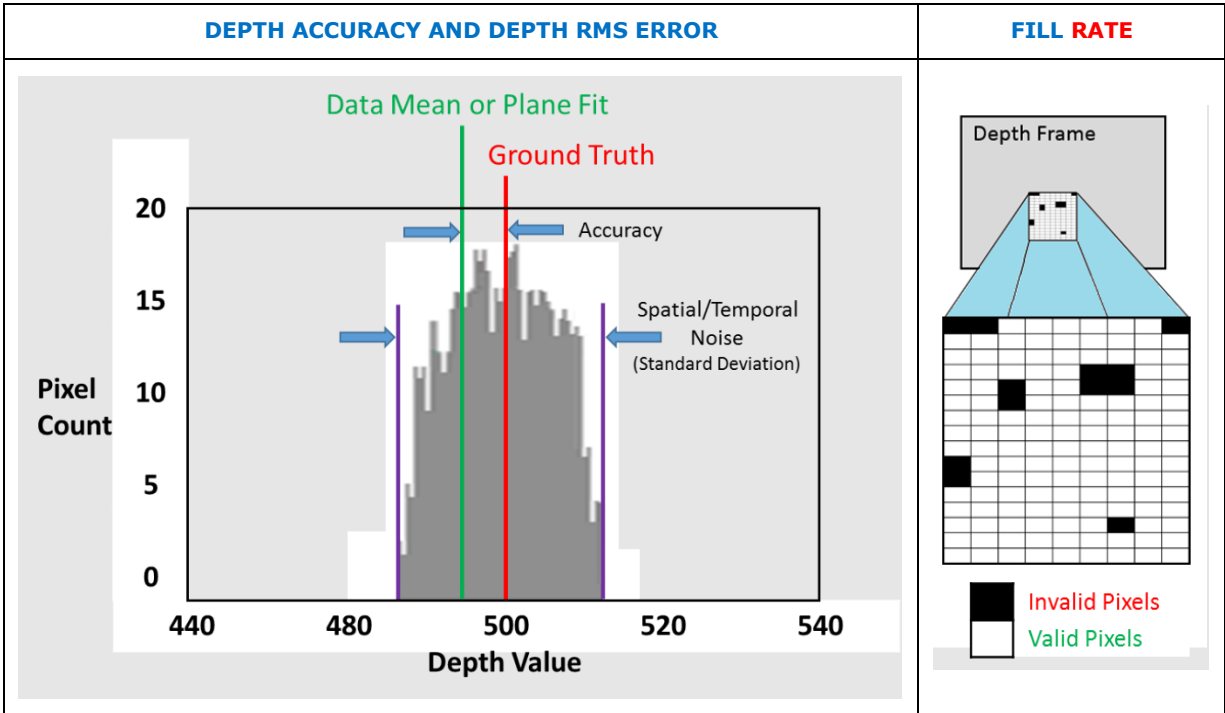 DEPTH ACCURACY AND DEPTH RMS ERROR
FILL RATE
Data Mean or Plane Fit
Ground Truth
20
Accuracy
15
Spatial/Temporal
Noise
(Standard Deviation)
Pixel
Count
10
5
0
440 480 500 520 540
Depth Value
Depth Frame
Invalid Pixels
Valid Pixels